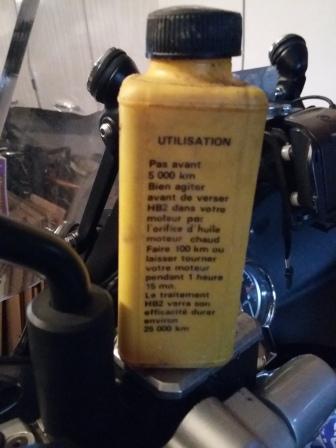 UTILISATION
Pas avant
5 000 km
Bien agiter
avant de verser
HB2 dans votre
moteur par
l'orifice d'huile
moteur chaud
Faire 100 km ou
laisser tourner
votre moteur
pendant 1 heure
15 mn.
Le traitement
HB2 verra son
efficacité durer
environ
25 000 km